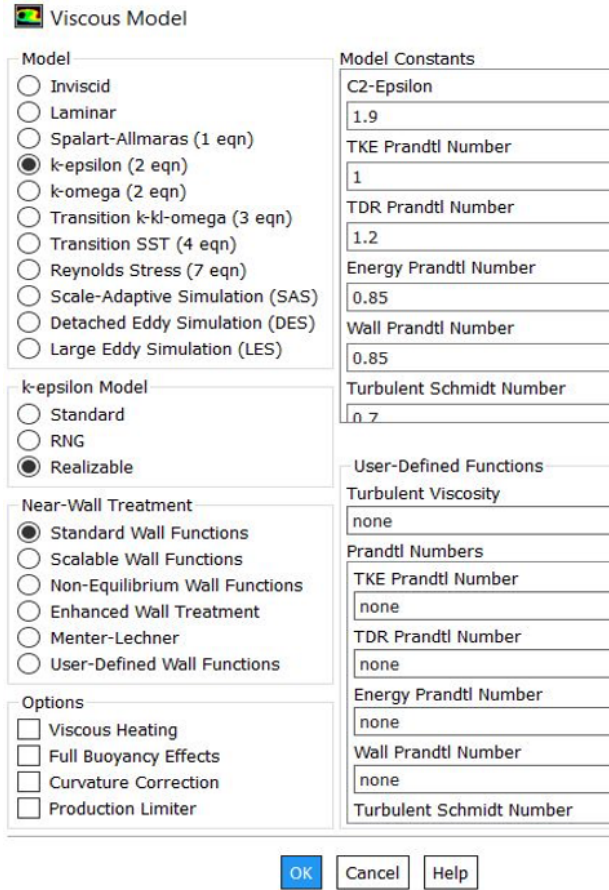 Viscous Model
Model
Inviscid
Laminar
Spalart-Allmaras (1 eqn)
k-epsilon (2 eqn)
k-omega (2 eqn)
Transition k-kl-omega (3 eqn)
Transition SST (4 eqn)
Reynolds Stress (7 eqn)
Scale-Adaptive Simulation (SAS)
Detached Eddy Simulation (DES)
Large Eddy Simulation (LES)
k-epsilon Model
Standard
RNG
Realizable
Near-Wall Treatment
Standard Wall Functions
Scalable Wall Functions
Non-Equilibrium Wall Functions
Enhanced Wall Treatment
Menter-Lechner
User-Defined Wall Functions
Options
Viscous Heating
Full Buoyancy Effects
Curvature Correction
Production Limiter
Model Constants
C2-Epsilon
1.9
TKE Prandtl Number
1
TDR Prandtl Number
1.2
Energy Prandtl Number
0.85
Wall Prandtl Number
0.85
Turbulent Schmidt Number
0.7
User-Defined Functions
Turbulent Viscosity
none
Prandtl Numbers
TKE Prandtl Number
none
TDR Prandtl Number
none
Energy Prandtl Number
none
Wall Prandtl Number
none
Turbulent Schmidt Number
OK
Cancel
Help